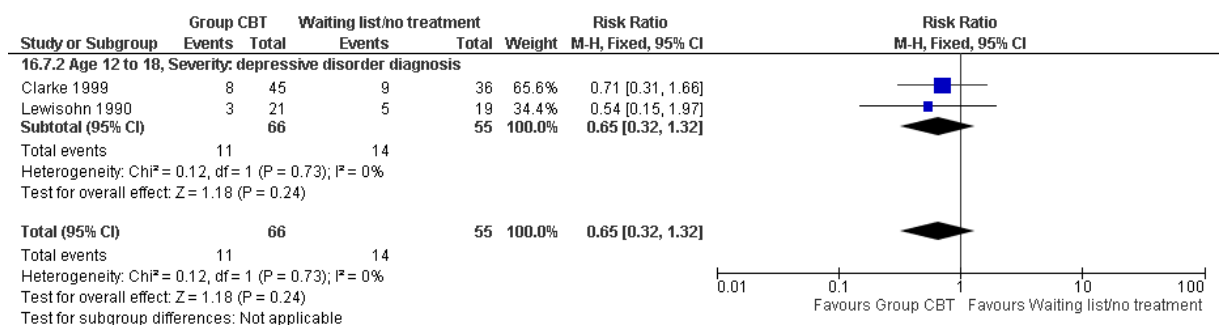 Group CBT Waiting list/no treatment Risk Ratio Risk Ratio
Study or Subgroup Events Total Events Total Weight M-H, Fixed, 95% CI M-H, Fixed, 95% CI
16.7.2 Age 12 to 18, Severity: depressive disorder diagnosis
Clarke 1999 8 45 9 36 65.6% 0.71 [0.31, 1.66]
Lewisohn 1990 3 21 5 19 34.4% 0.54 [0.15, 1.97]
Subtotal (95% CI) 66 55 100.0% 0.65 [0.32, 1.32]
Total events 11 14
Heterogeneity: Chi² = 0.12, df = 1 (P = 0.73); I² = 0%
Test for overall effect: Z = 1.18 (P = 0.24)
Total (95% CI) 66 55 100.0% 0.65 [0.32, 1.32]
Total events 11 14
Heterogeneity: Chi² = 0.12, df = 1 (P = 0.73); I² = 0%
Test for overall effect: Z = 1.18 (P = 0.24)
Test for subgroup differences: Not applicable
0.01 0.1 1 10 100
Favours Group CBT Favours Waiting list/no treatment